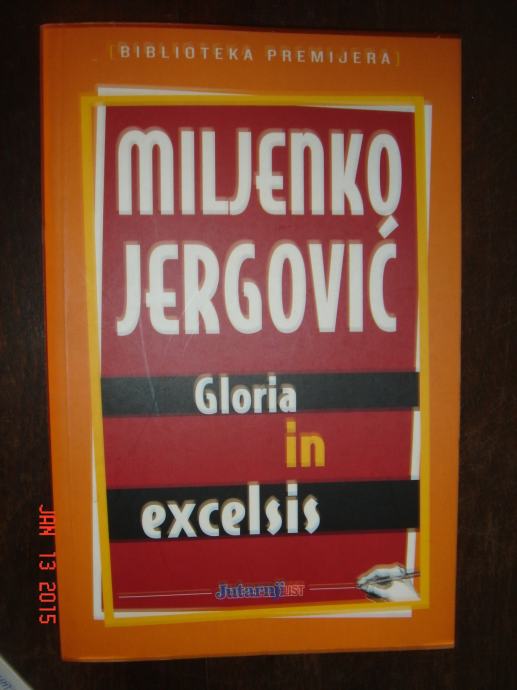 [BIBLIOTEKA PREMIJERA]
MILJENKO
JERGOVIĆ
Gloria
in
excelsis
Jutarnji LIST
JAN 13 2015